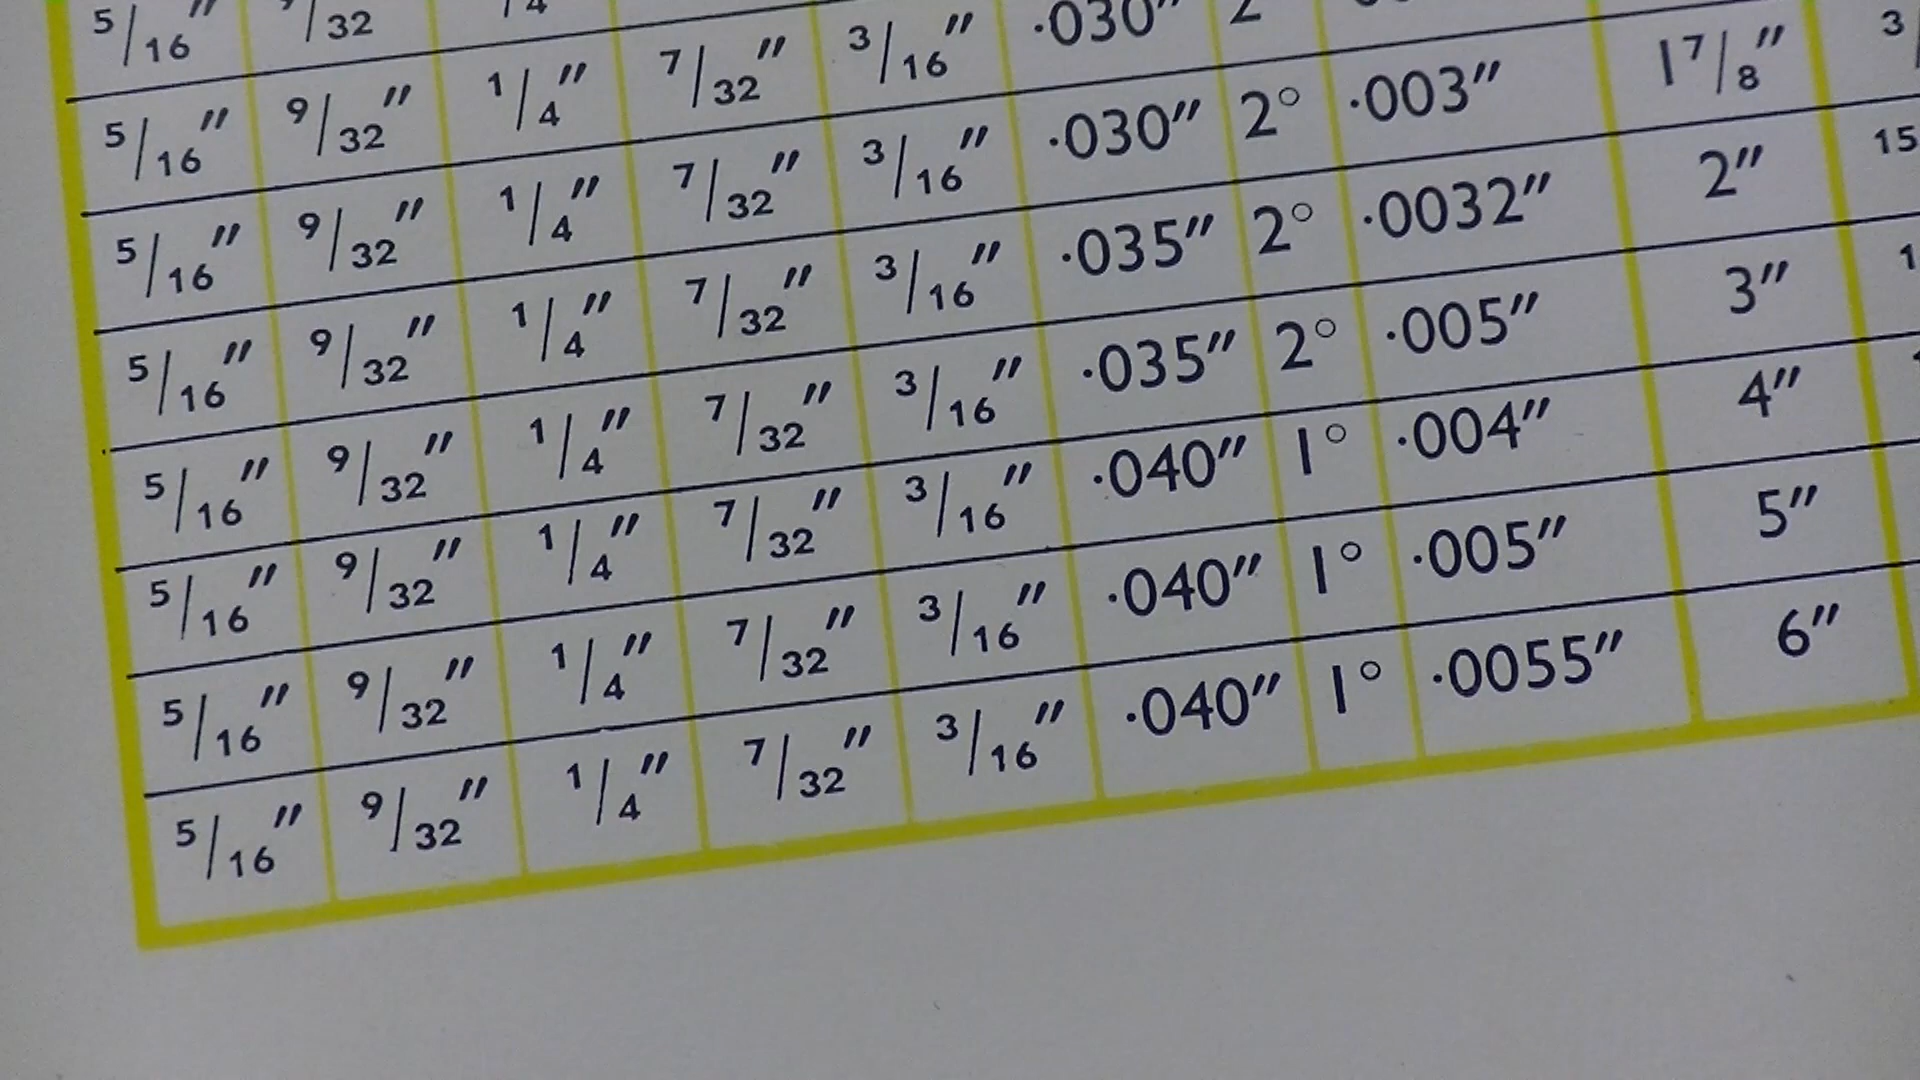 5/16" 9/32 1/4
5/16" 9/32" 1/4" 7/32" 3/16" ·030" 2
5/16" 9/32" 1/4" 7/32" 3/16" ·030" 2° ·003" 1 7/8" 3
5/16" 9/32" 1/4" 7/32" 3/16" ·035" 2° ·0032" 2" 15
5/16" 9/32" 1/4" 7/32" 3/16" ·035" 2° ·005" 3" 1
5/16" 9/32" 1/4" 7/32" 3/16" ·040" 1° ·004" 4"
5/16" 9/32" 1/4" 7/32" 3/16" ·040" 1° ·005" 5"
5/16" 9/32" 1/4" 7/32" 3/16" ·040" 1° ·0055" 6"